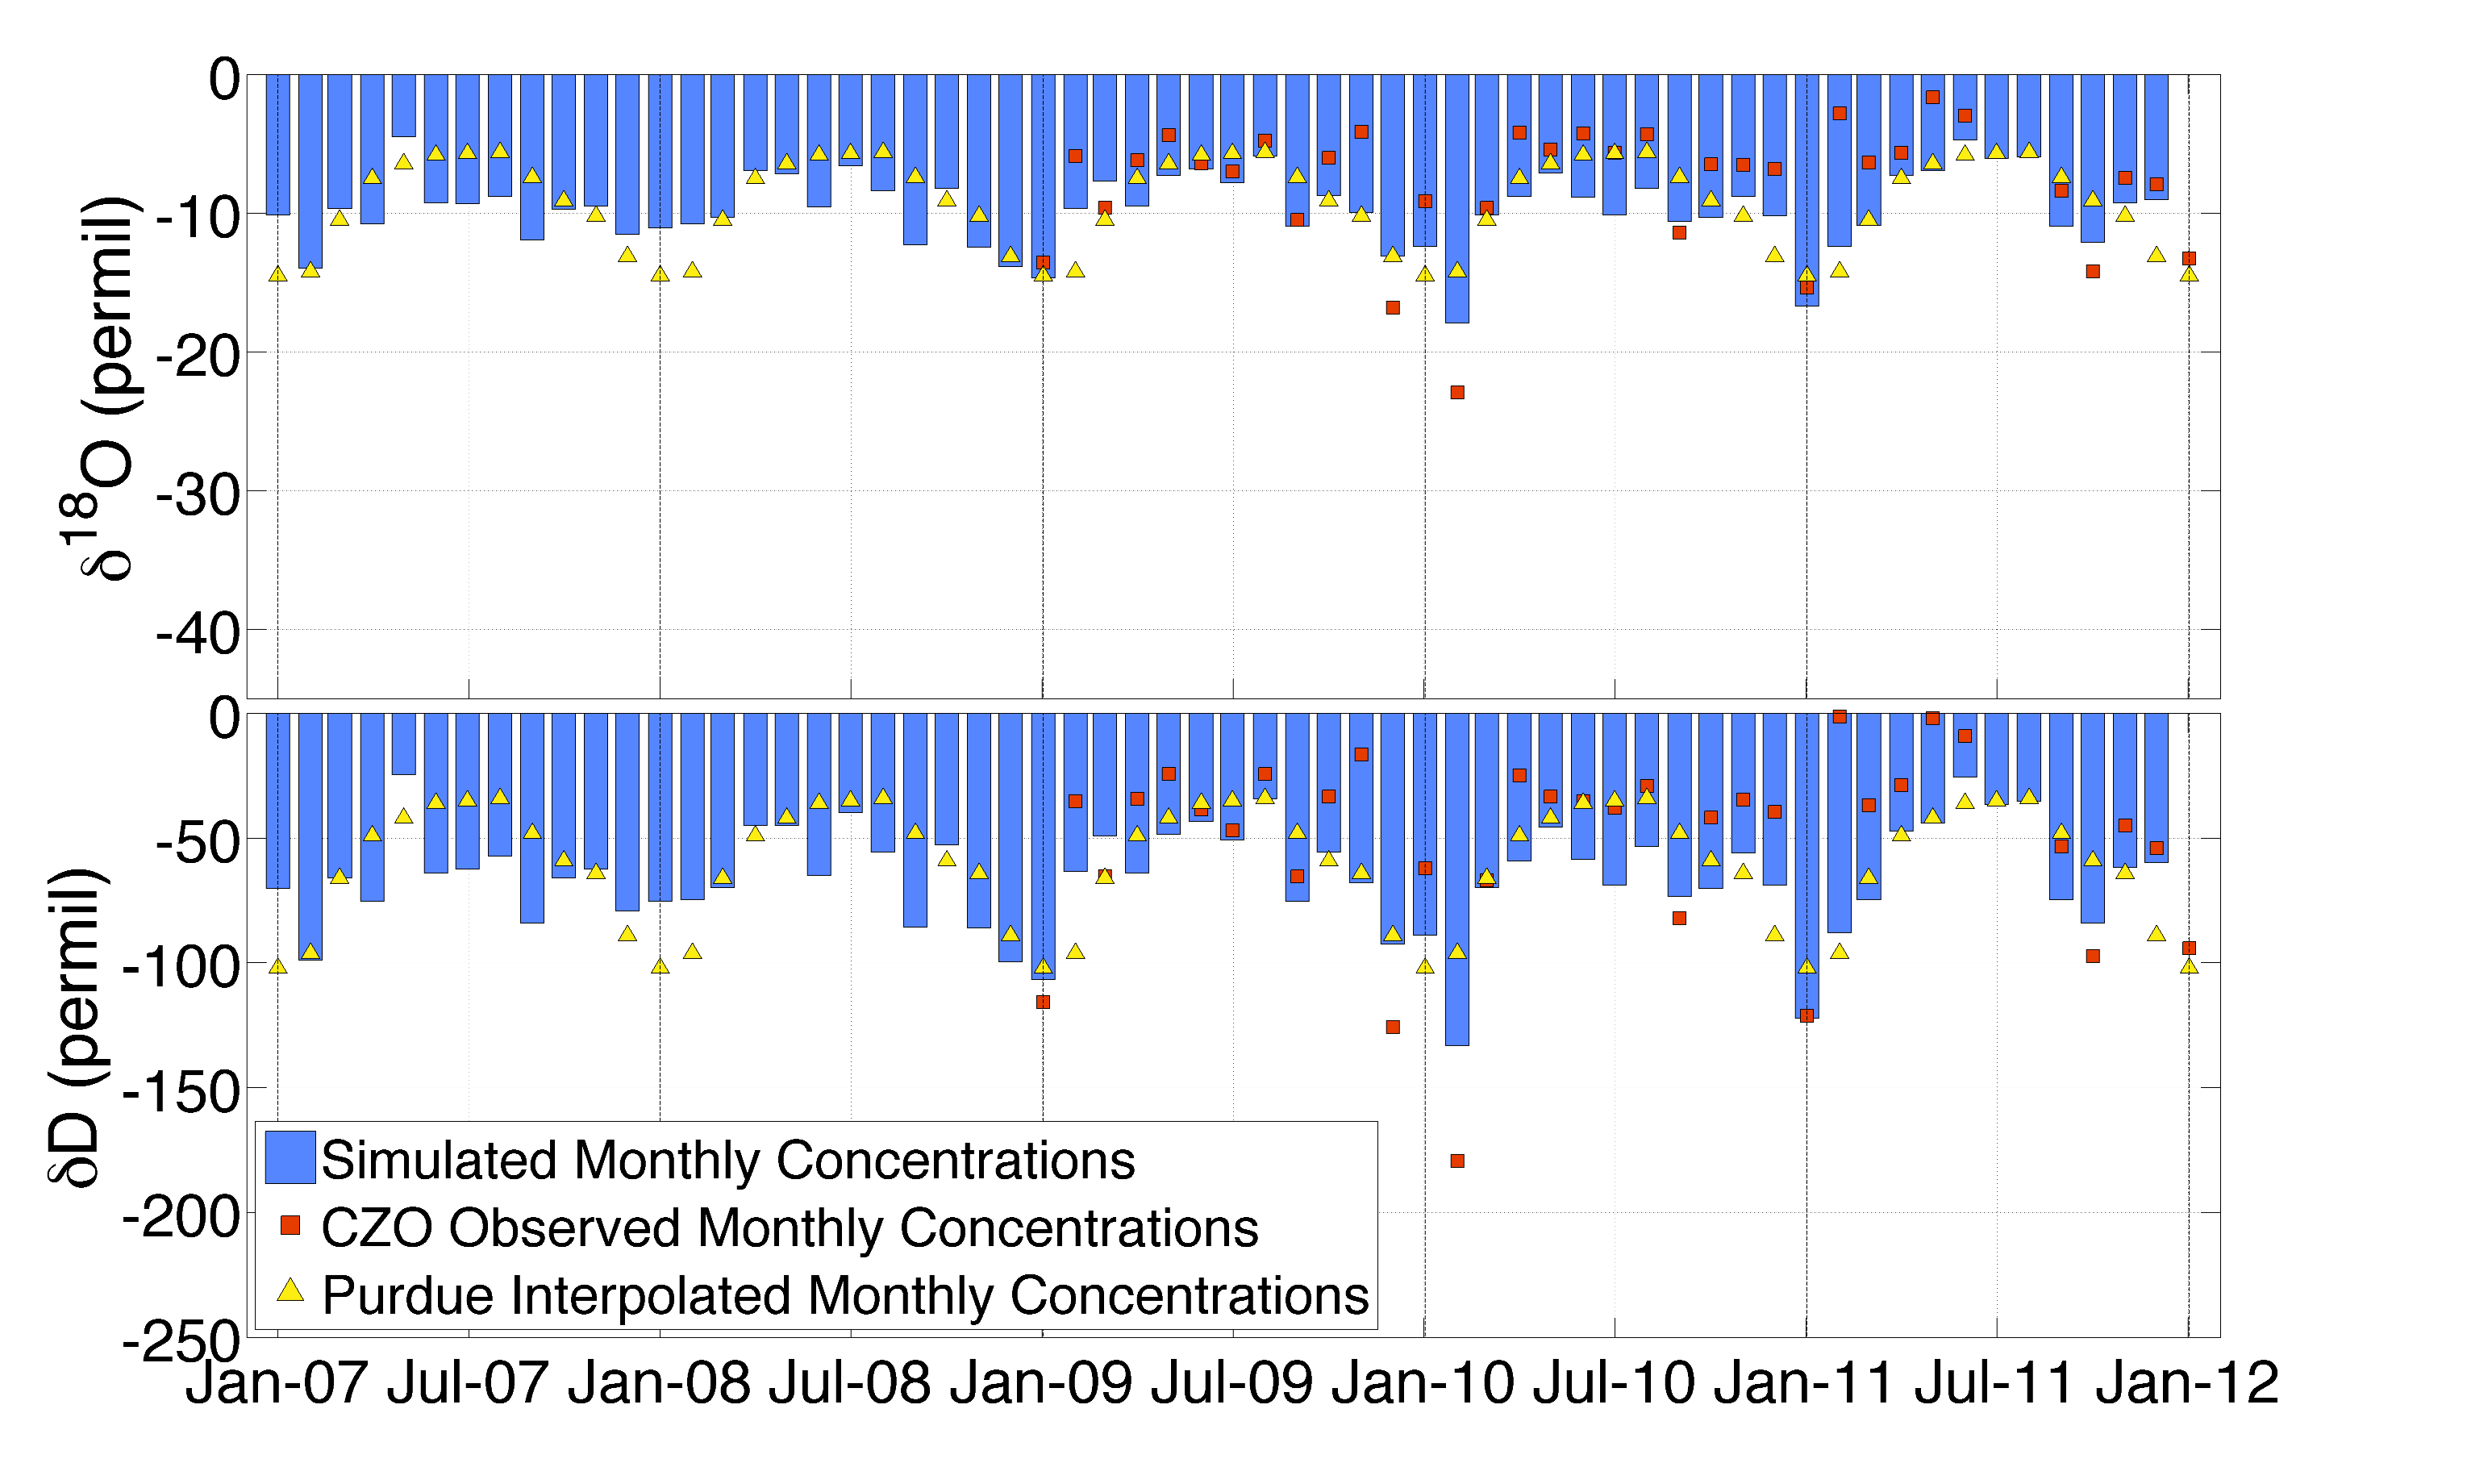 0
-10
-20
-30
-40
δ18O (permil)
0
-50
-100
-150
-200
-250
δD (permil)
Simulated Monthly Concentrations
CZO Observed Monthly Concentrations
Purdue Interpolated Monthly Concentrations
Jan-07 Jul-07 Jan-08 Jul-08 Jan-09 Jul-09 Jan-10 Jul-10 Jan-11 Jul-11 Jan-12